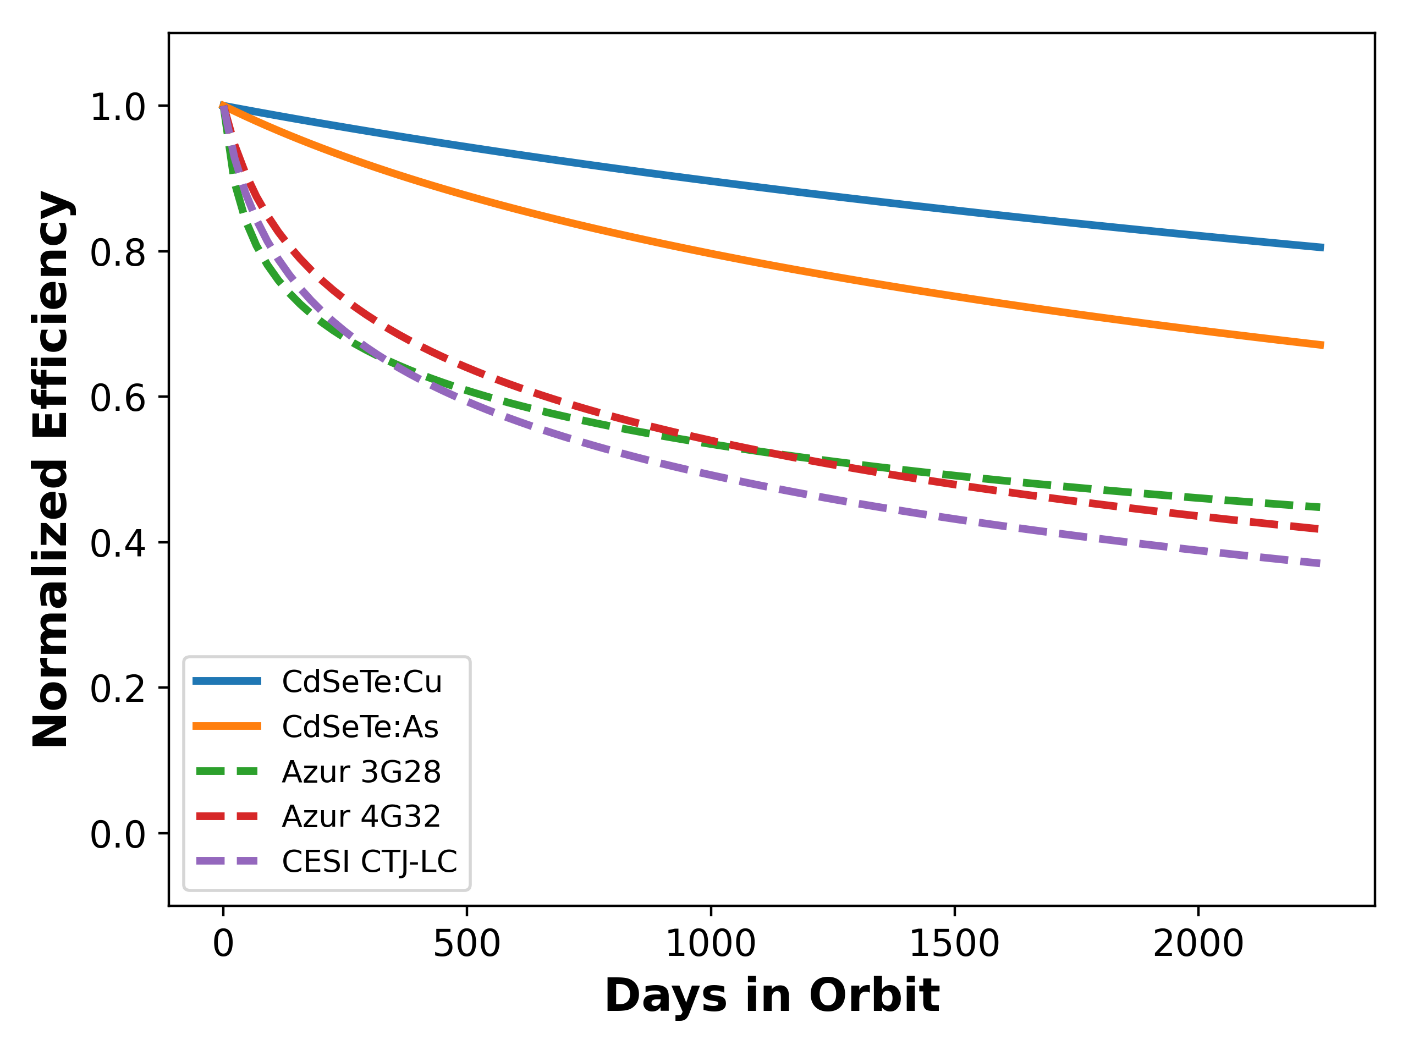 Normalized Efficiency
1.0
0.8
0.6
0.4
0.2
0.0
CdSeTe:Cu
CdSeTe:As
Azur 3G28
Azur 4G32
CESI CTJ-LC
0 500 1000 1500 2000
Days in Orbit